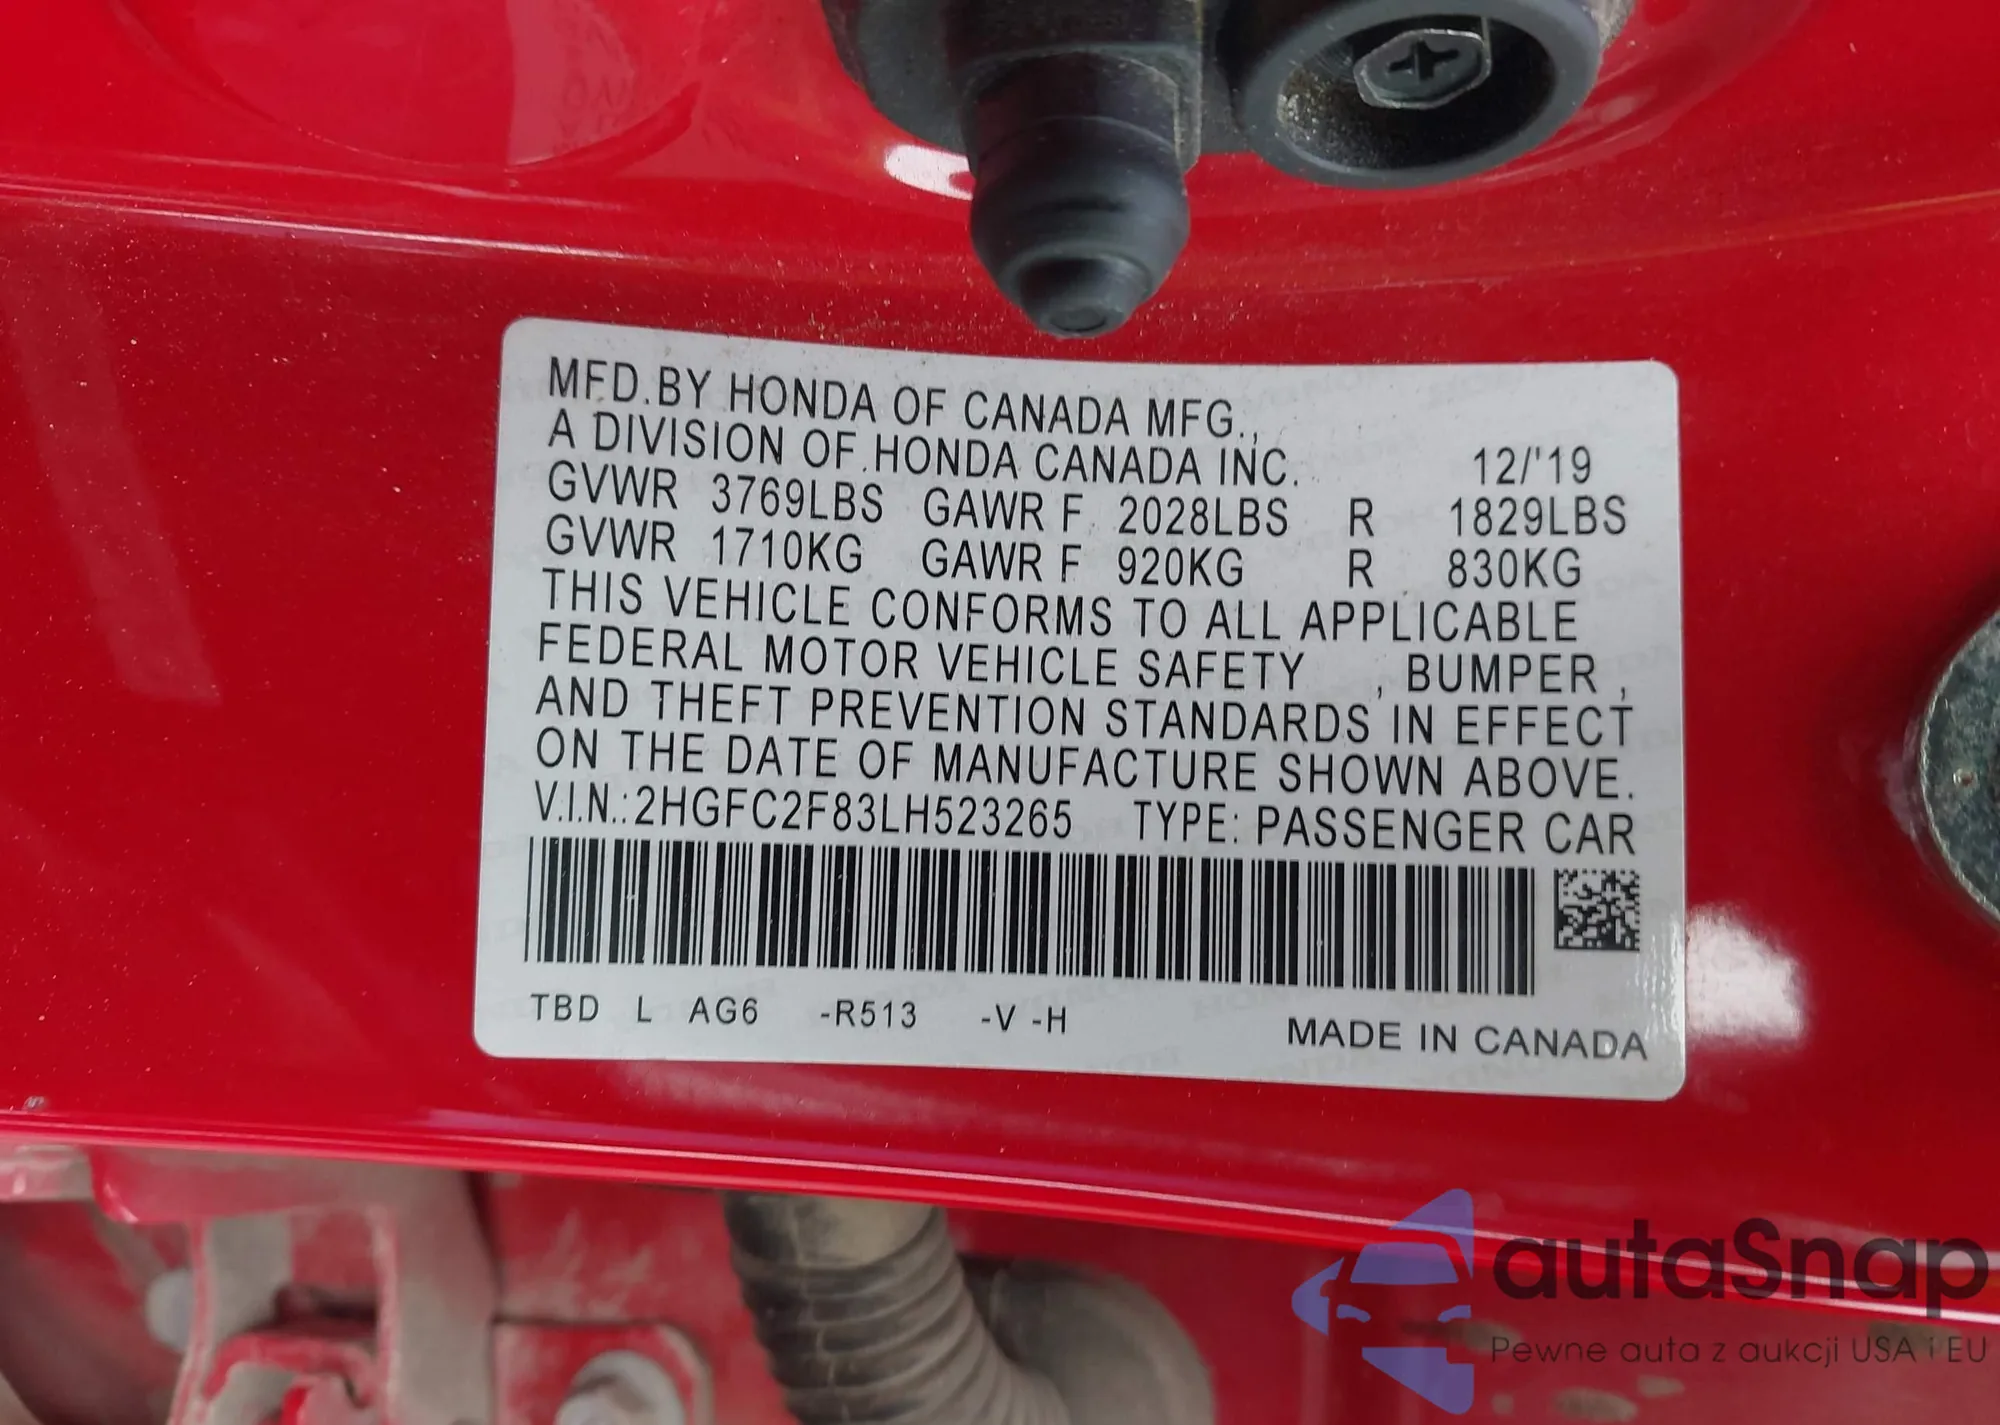 MFD.BY HONDA OF CANADA MFG.,
A DIVISION OF HONDA CANADA INC. 12/'19
GVWR 3769LBS GAWR F 2028LBS R 1829LBS
GVWR 1710KG GAWR F 920KG R 830KG
THIS VEHICLE CONFORMS TO ALL APPLICABLE
FEDERAL MOTOR VEHICLE SAFETY , BUMPER ,
AND THEFT PREVENTION STANDARDS IN EFFECT
ON THE DATE OF MANUFACTURE SHOWN ABOVE.
V.I.N.: 2HGFC2F83LH523265 TYPE: PASSENGER CAR
TBD L AG6 -R513 -V -H
MADE IN CANADA
autaSnap
Pewne auta z aukcji USA i EU